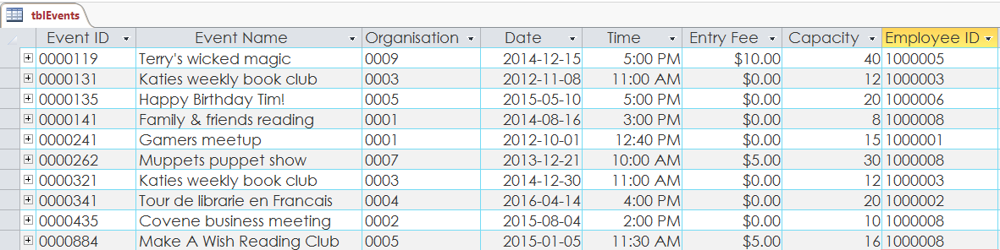 tblEvents
Event ID Event Name Organisation Date Time Entry Fee Capacity Employee ID
0000119 Terry's wicked magic 0009 2014-12-15 5:00 PM $10.00 40 1000005
0000131 Katies weekly book club 0003 2012-11-08 11:00 AM $0.00 12 1000003
0000135 Happy Birthday Tim! 0005 2015-05-10 5:00 PM $0.00 20 1000006
0000141 Family & friends reading 0001 2014-08-16 3:00 PM $0.00 8 1000008
0000241 Gamers meetup 0001 2012-10-01 12:40 PM $0.00 15 1000001
0000262 Muppets puppet show 0007 2013-12-21 10:00 AM $5.00 30 1000008
0000321 Katies weekly book club 0003 2014-12-30 11:00 AM $0.00 12 1000003
0000341 Tour de librarie en Francais 0004 2016-04-14 4:00 PM $0.00 20 1000002
0000435 Covene business meeting 0002 2015-08-04 2:00 PM $0.00 10 1000008
0000884 Make A Wish Reading Club 0005 2015-01-05 11:30 AM $5.00 16 1000008